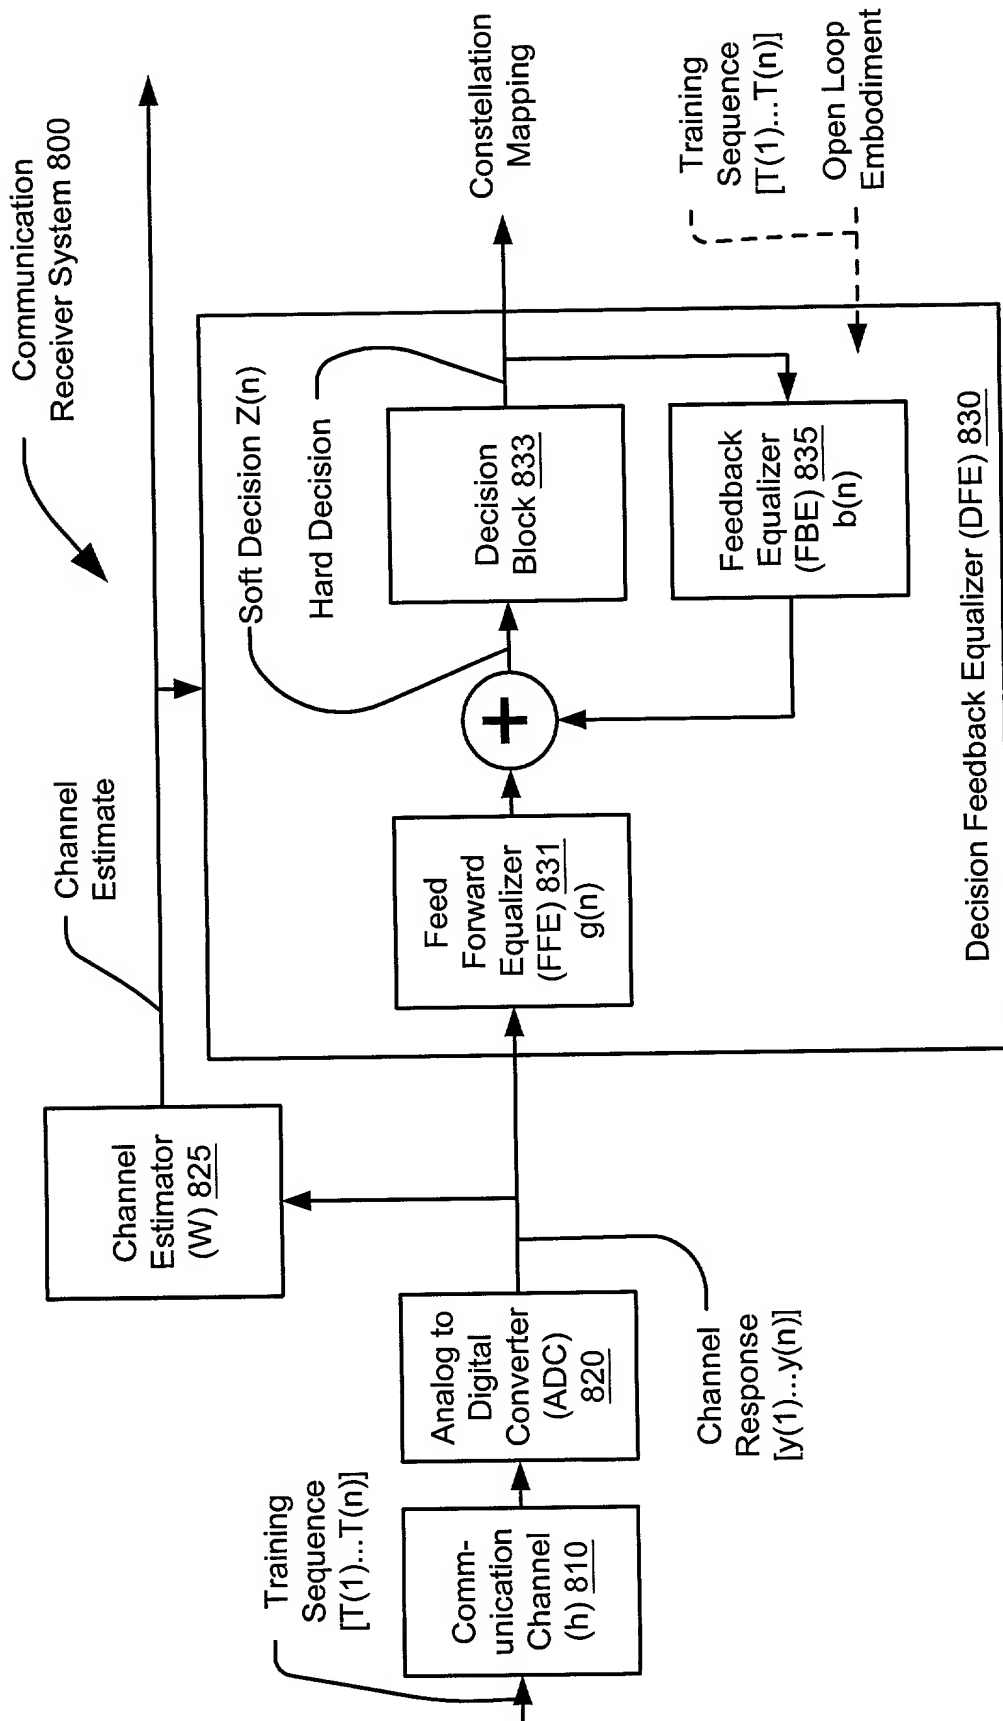 Communication
Receiver System 800
Training
Sequence
[T(1)...T(n)]
Comm-
unication
Channel
(h) 810
Analog to
Digital
Converter
(ADC)
820
Channel
Response
[y(1)...y(n)]
Channel
Estimator
(W) 825
Channel
Estimate
Feed
Forward
Equalizer
(FFE) 831
g(n)
+
Soft Decision Z(n)
Hard Decision
Decision
Block 833
Feedback
Equalizer
(FBE) 835
b(n)
Decision Feedback Equalizer (DFE) 830
Constellation
Mapping
Training
Sequence
[T(1)...T(n)]
Open Loop
Embodiment